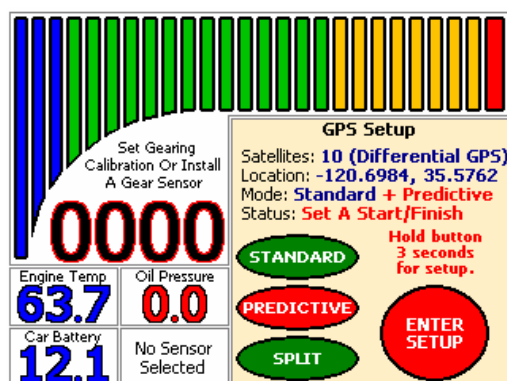 Set Gearing
Calibration Or Install
A Gear Sensor
0000
Engine Temp
63.7
Oil Pressure
0.0
Car Battery
12.1
No Sensor
Selected
GPS Setup
Satellites: 10 (Differential GPS)
Location: -120.6984, 35.5762
Mode: Standard + Predictive
Status: Set A Start/Finish
STANDARD
PREDICTIVE
SPLIT
Hold button
3 seconds
for setup.
ENTER
SETUP